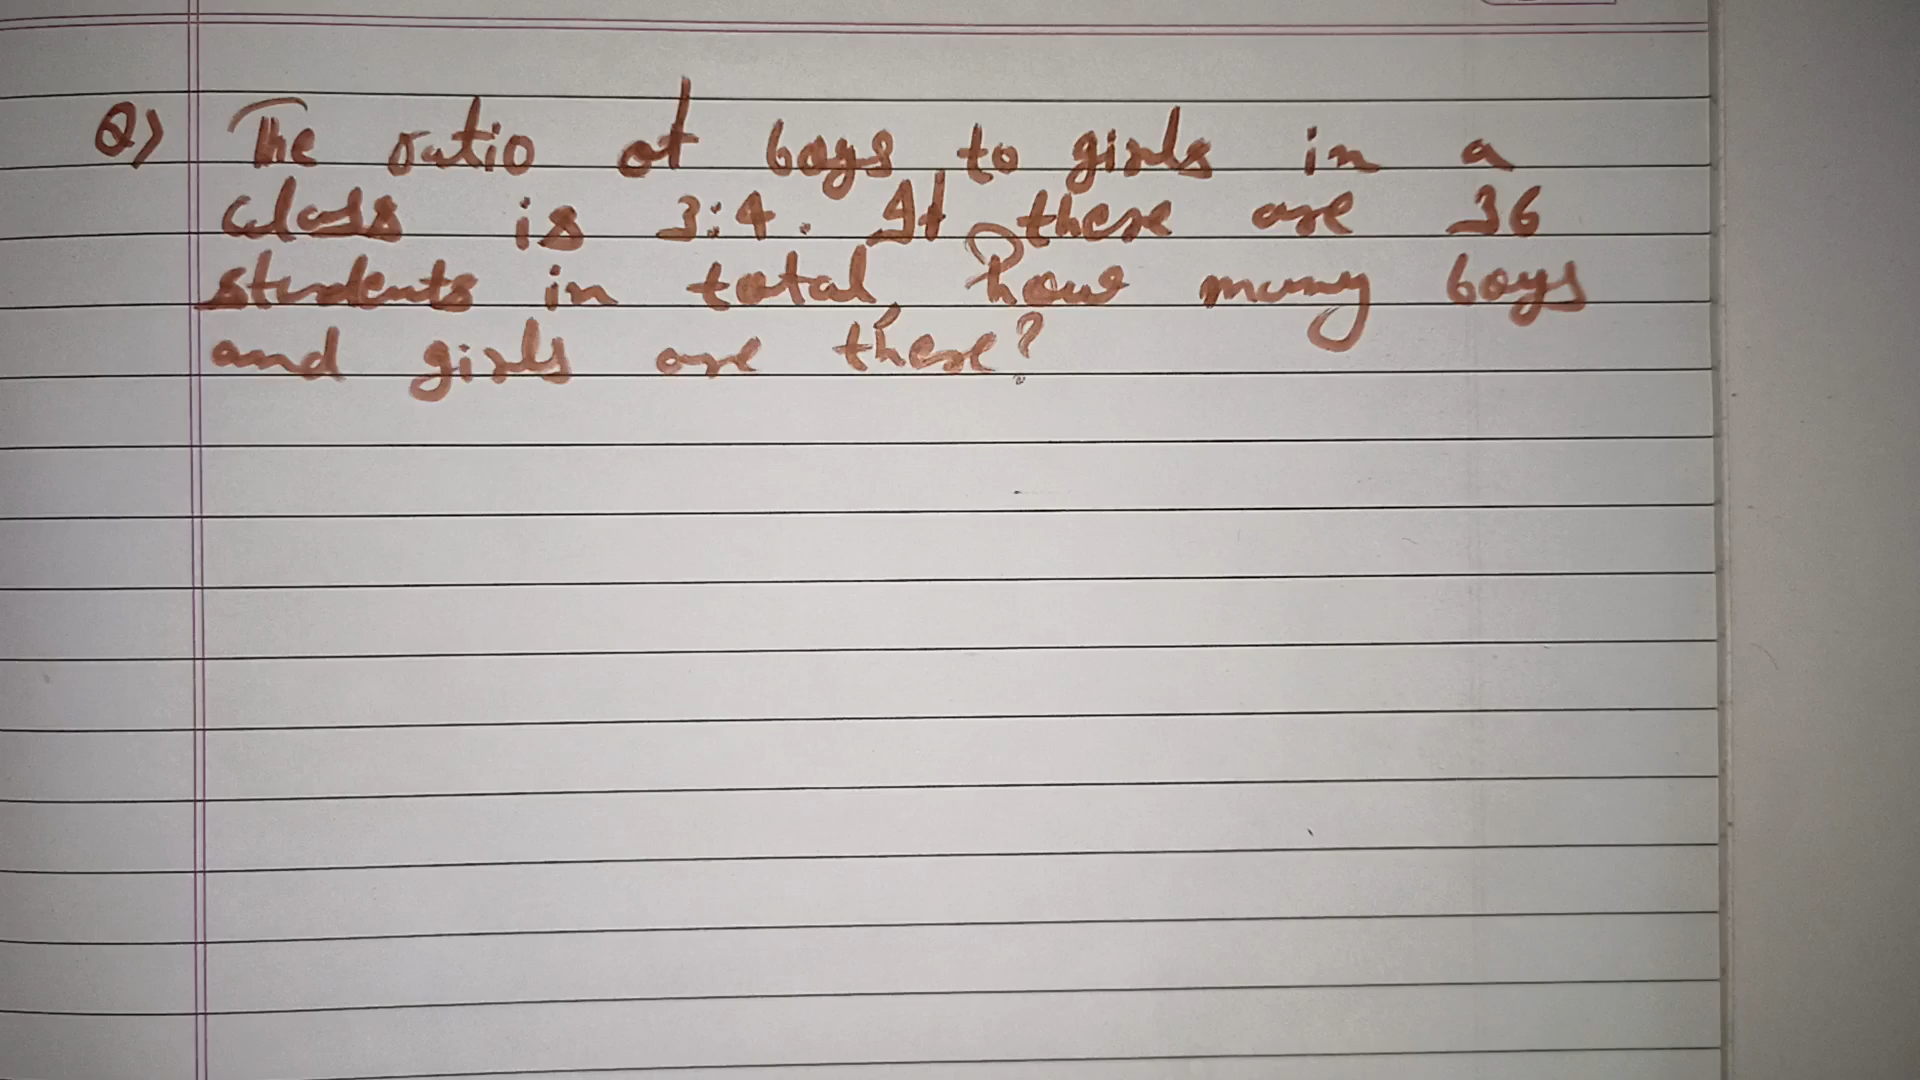 Q) The ratio of boys to girls in a
class is 3:4. If there are 36
students in total, how many boys
and girls are there?